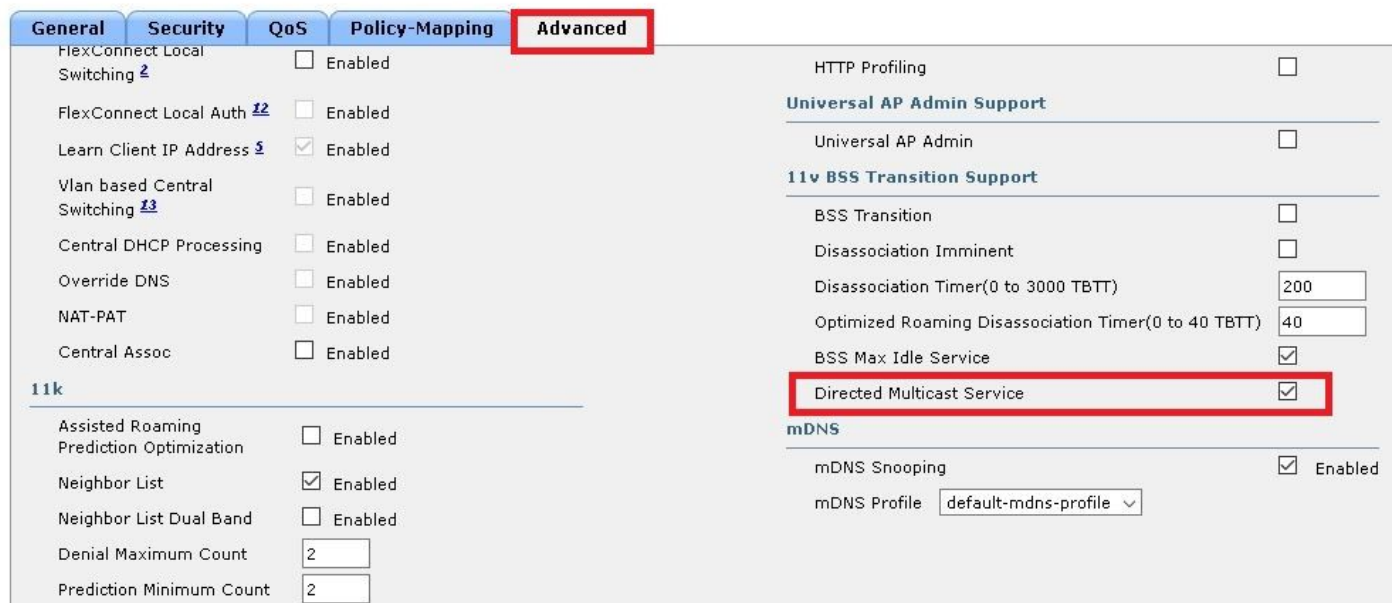 General Security QoS Policy-Mapping Advanced
FlexConnect Local
Switching 2 Enabled
FlexConnect Local Auth 12 Enabled
Learn Client IP Address 5 Enabled
Vlan based Central
Switching 13 Enabled
Central DHCP Processing Enabled
Override DNS Enabled
NAT-PAT Enabled
Central Assoc Enabled
11k
Assisted Roaming
Prediction Optimization Enabled
Neighbor List Enabled
Neighbor List Dual Band Enabled
Denial Maximum Count 2
Prediction Minimum Count 2
HTTP Profiling
Universal AP Admin Support
Universal AP Admin
11v BSS Transition Support
BSS Transition
Disassociation Imminent
Disassociation Timer(0 to 3000 TBTT) 200
Optimized Roaming Disassociation Timer(0 to 40 TBTT) 40
BSS Max Idle Service
Directed Multicast Service
mDNS
mDNS Snooping Enabled
mDNS Profile default-mdns-profile